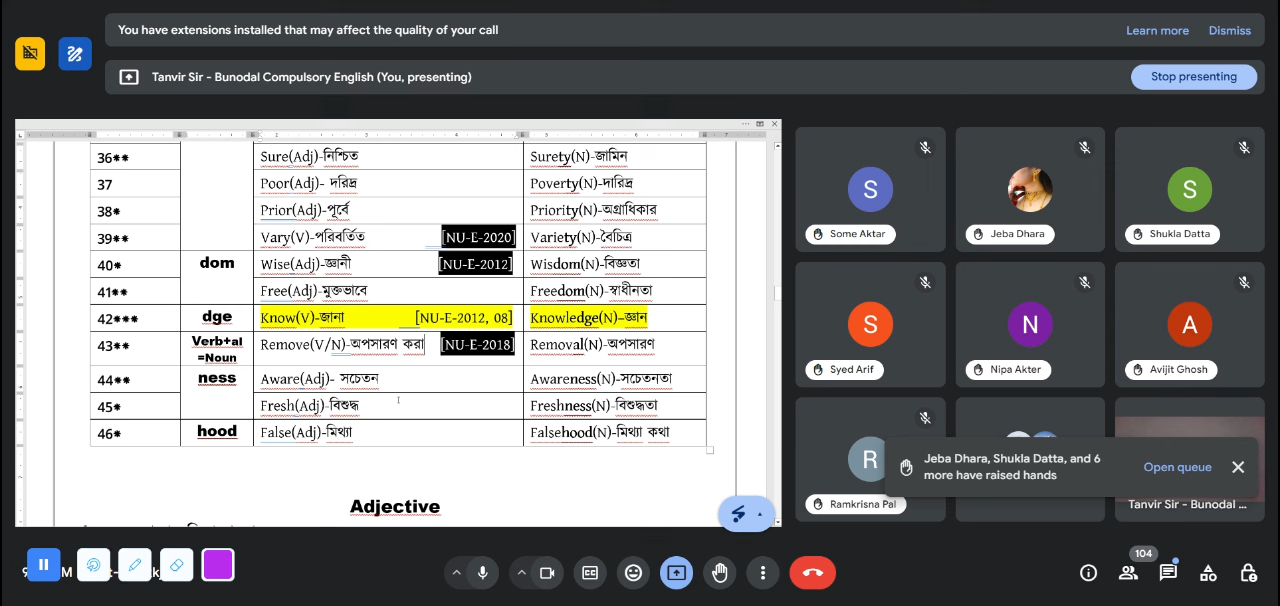 You have extensions installed that may affect the quality of your call
Learn more
Dismiss
Tanvir Sir - Bunodal Compulsory English (You, presenting)
Stop presenting
36** Sure(Adj)-নিশ্চিত Surety(N)-জামিন
37 Poor(Adj)- দরিদ্র Poverty(N)-দারিদ্র
38* Prior(Adj)-পূর্বে Priority(N)-অগ্রাধিকার
39** Vary(V)-পরিবর্তিত [NU-E-2020] Variety(N)-বৈচিত্র
40* dom Wise(Adj)-জ্ঞানী [NU-E-2012] Wisdom(N)-বিজ্ঞতা
41** Free(Adj)-মুক্তভাবে Freedom(N)-স্বাধীনতা
42*** dge Know(V)-জানা [NU-E-2012, 08] Knowledge(N)-জ্ঞান
43** Verb+al =Noun Remove(V/N)-অপসারণ করা [NU-E-2018] Removal(N)-অপসারণ
44** ness Aware(Adj)- সচেতন Awareness(N)-সচেতনতা
45* Fresh(Adj)-বিশুদ্ধ Freshness(N)-বিশুদ্ধতা
46* hood False(Adj)-মিথ্যা Falsehood(N)-মিথ্যা কথা
Adjective
S
Some Aktar
Jeba Dhara
S
Shukla Datta
S
Syed Arif
N
Nipa Akter
A
Avijit Ghosh
R
Ramkrisna Pal
Jeba Dhara, Shukla Datta, and 6
more have raised hands
Open queue
Tanvir Sir - Bunodal ...
104